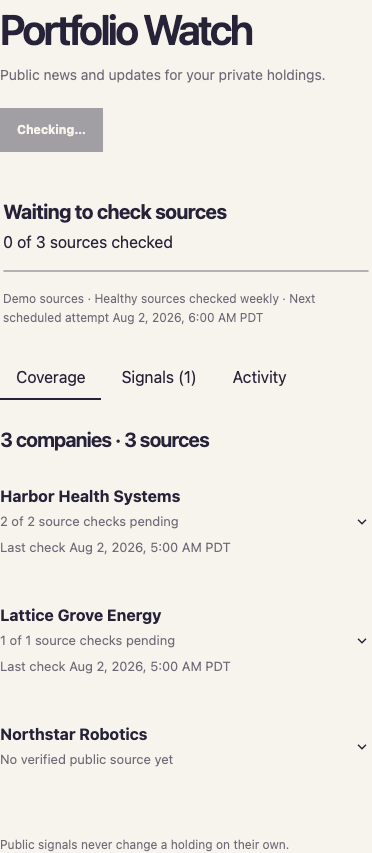 Portfolio Watch
Public news and updates for your private holdings.
Checking...
Waiting to check sources
0 of 3 sources checked
Demo sources · Healthy sources checked weekly · Next
scheduled attempt Aug 2, 2026, 6:00 AM PDT
Coverage
Signals (1)
Activity
3 companies · 3 sources
Harbor Health Systems
2 of 2 source checks pending
Last check Aug 2, 2026, 5:00 AM PDT
Lattice Grove Energy
1 of 1 source checks pending
Last check Aug 2, 2026, 5:00 AM PDT
Northstar Robotics
No verified public source yet
Public signals never change a holding on their own.